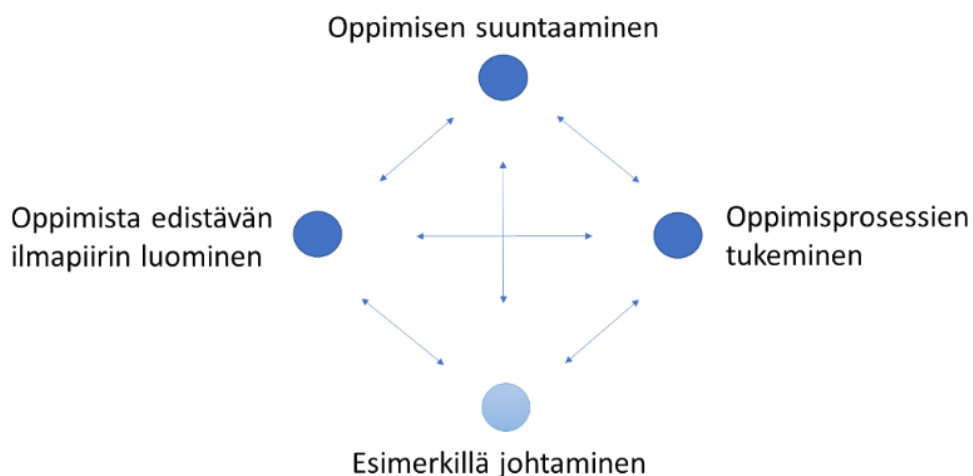 Oppimisen suuntaaminen
Oppimista edistävän
ilmapiirin luominen
Oppimisprosessien
tukeminen
Esimerkillä johtaminen